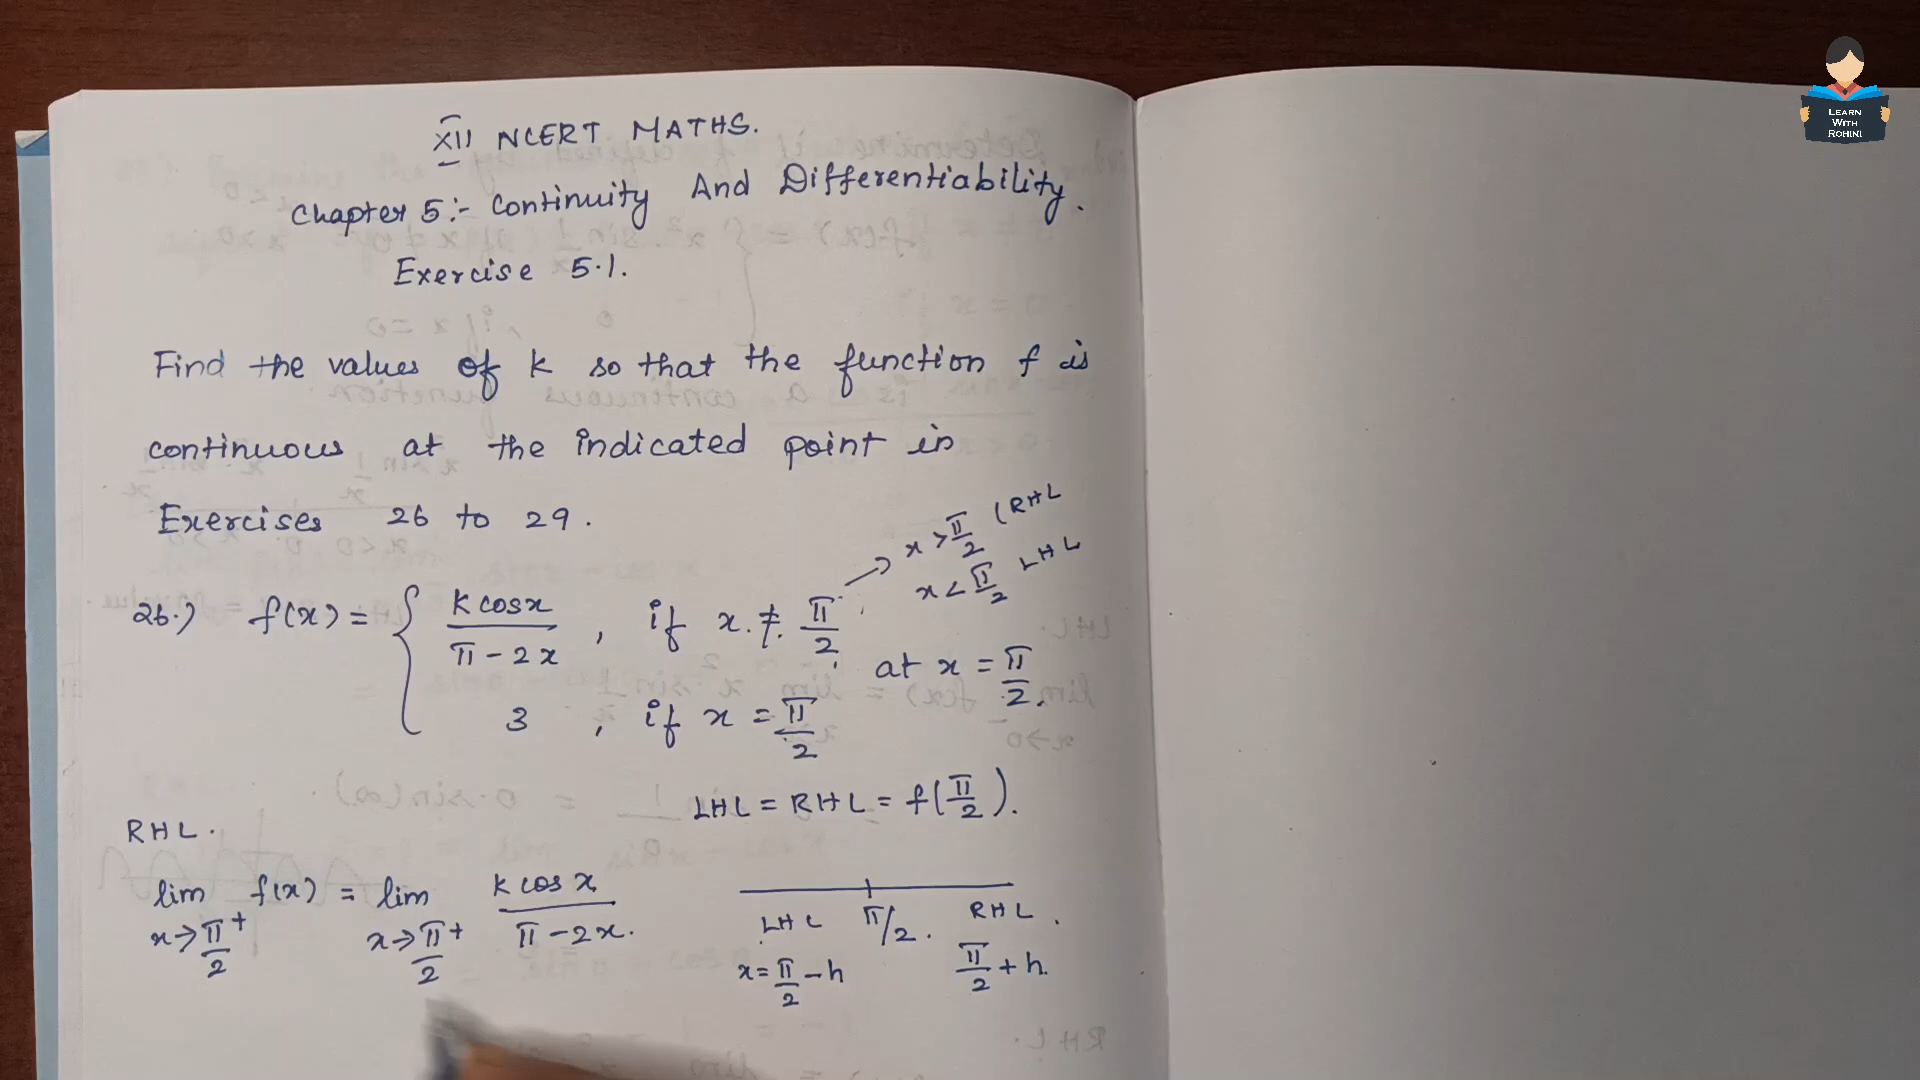 XII NCERT MATHS.
Chapter 5:- Continuity And Differentiability.
Exercise 5.1.
Find the values of k so that the function f is
continuous at the indicated point in
Exercises 26 to 29.
26.) f(x) = { k cosx / π - 2x , if x ≠ π/2 → x > π/2 (RHL
x < π/2 LHL
3 , if x = π/2 at x = π/2.
LHL = RHL = f(π/2).
RHL.
lim x→π/2+ f(x) = lim x→π/2+ k cos x / π - 2x.
LHL π/2. RHL.
x = π/2 - h π/2 + h.
LEARN
WITH
ROHINI